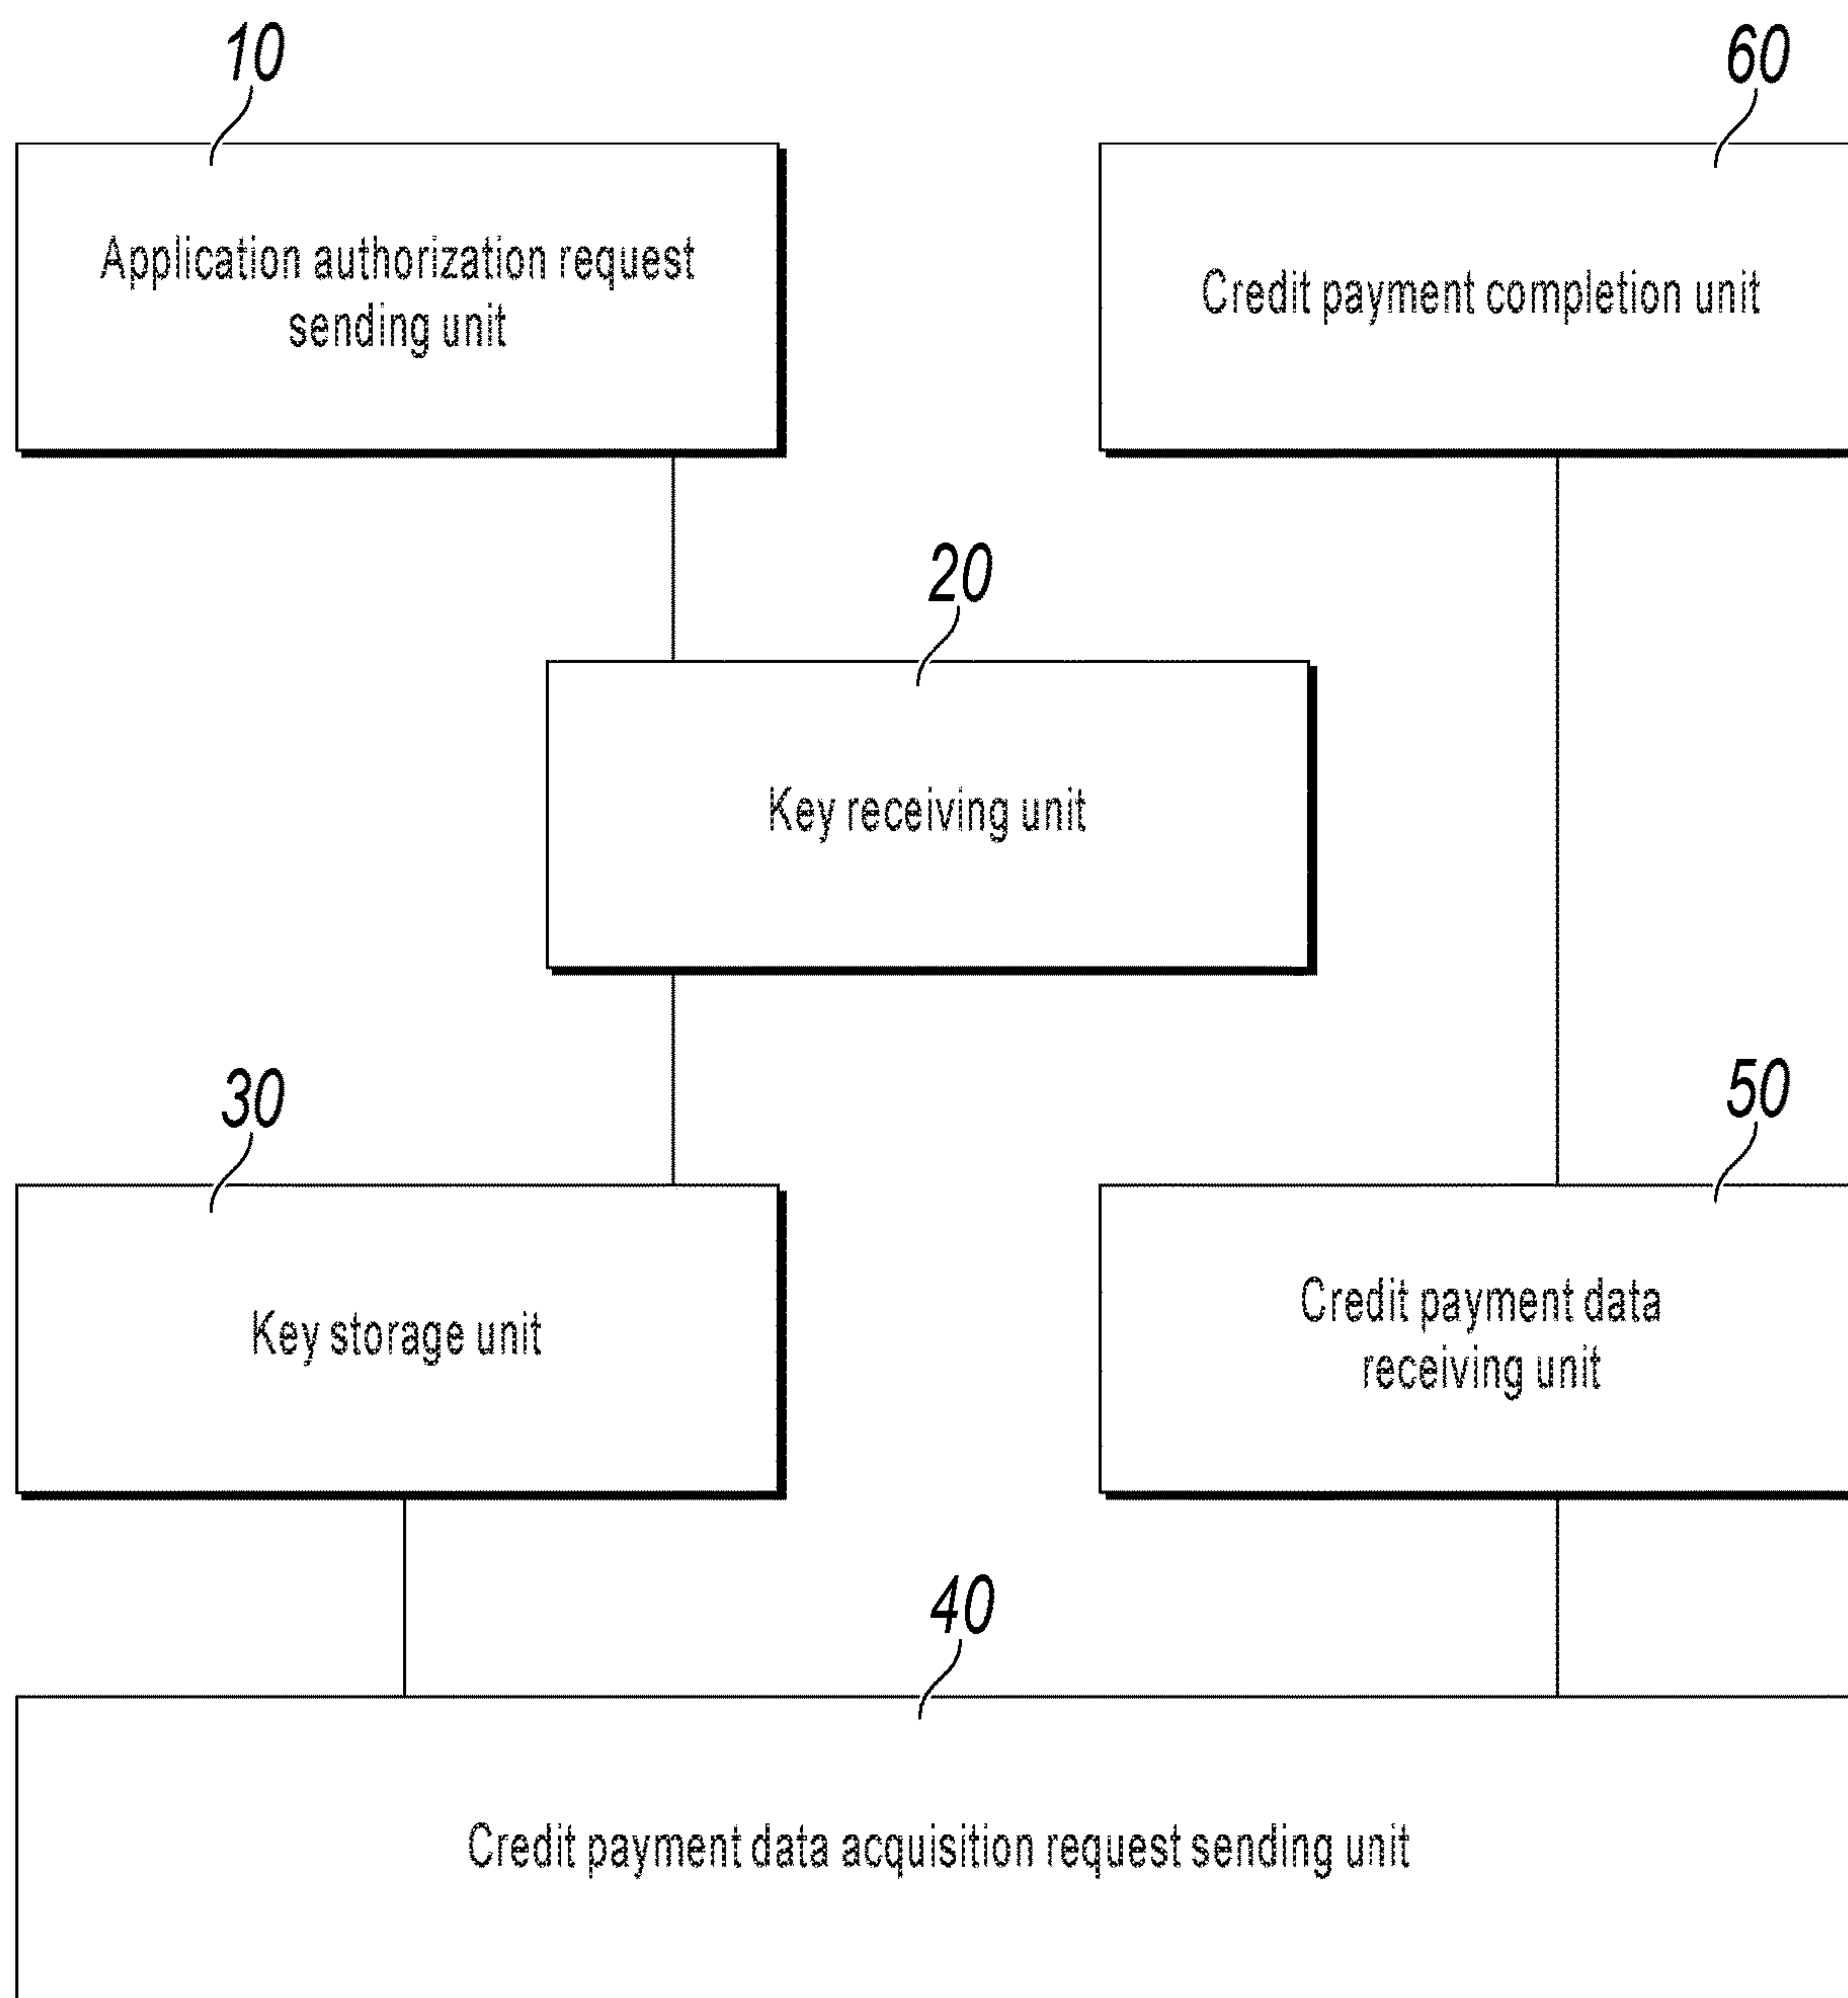 10
60
Application authorization request
sending unit
Credit payment completion unit
20
Key receiving unit
30
50
Key storage unit
Credit payment data
receiving unit
40
Credit payment data acquisition request sending unit